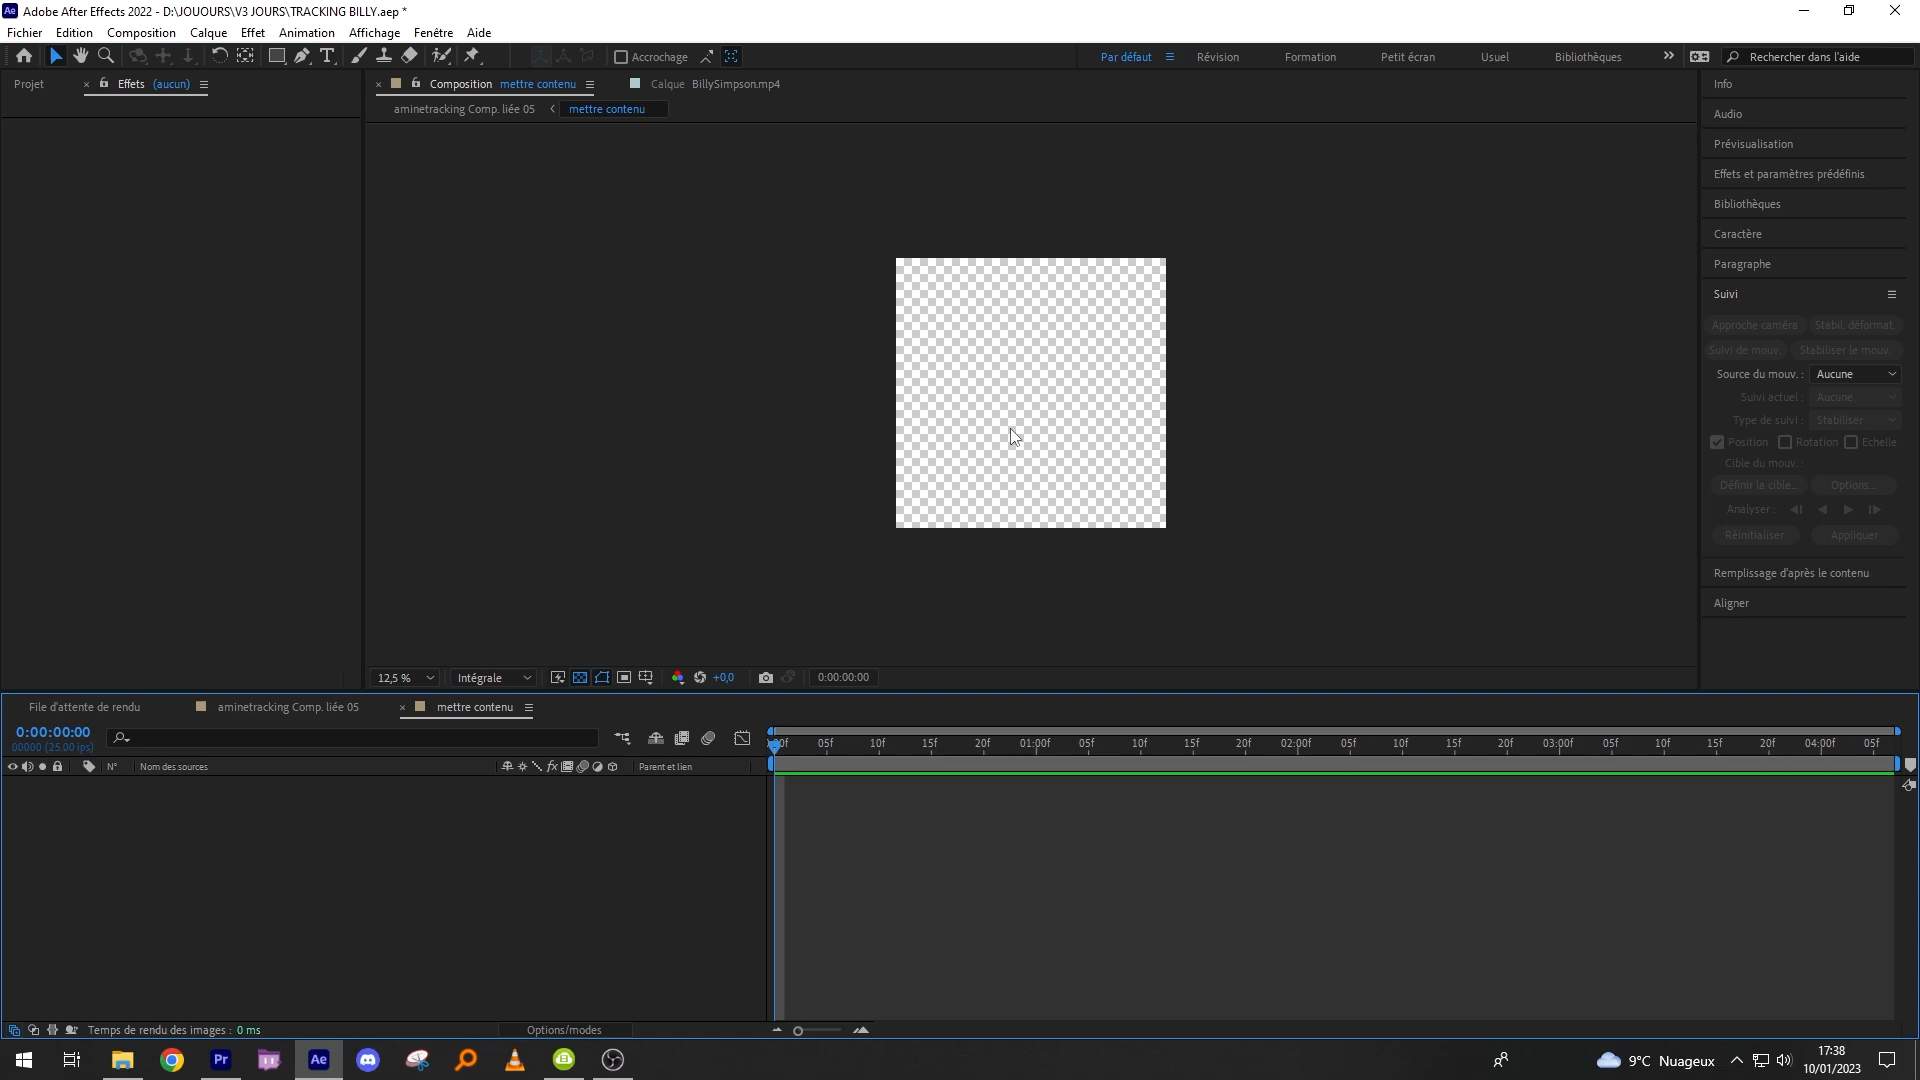 Adobe After Effects 2022 - D:\JOUOURS\V3 JOURS\TRACKING BILLY.aep *
Fichier Edition Composition Calque Effet Animation Affichage Fenêtre Aide
Accrochage Par défaut Révision Formation Petit écran Usuel Bibliothèques Rechercher dans l'aide
Projet Effets (aucun) Composition mettre contenu Calque BillySimpson.mp4
aminetracking Comp. liée 05 mettre contenu
Info
Audio
Prévisualisation
Effets et paramètres prédéfinis
Bibliothèques
Caractère
Paragraphe
Suivi
Approche caméra Stabil. déformat.
Suivi de mouv. Stabiliser le mouv.
Source du mouv. : Aucune
Suivi actuel : Aucune
Type de suivi : Stabiliser
Position Rotation Echelle
Cible du mouv. :
Définir la cible... Options...
Analyser :
Réinitialiser Appliquer
Remplissage d'après le contenu
Aligner
12,5 % Intégrale +0,0 0:00:00:00
File d'attente de rendu aminetracking Comp. liée 05 mettre contenu
0:00:00:00
00000 (25.00 ips)
05f 10f 15f 20f 01:00f 05f 10f 15f 20f 02:00f 05f 10f 15f 20f 03:00f 05f 10f 15f 20f 04:00f 05f
N° Nom des sources fx Parent et lien
Temps de rendu des images : 0 ms Options/modes
Pr Ae 9°C Nuageux 17:38
10/01/2023